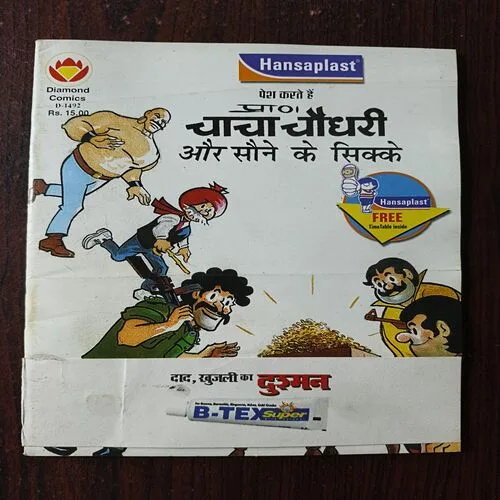 Hansaplast
Diamond
Comics
D-1492
Rs. 15.00
पेश करते हैं
प्राण
चाचा चौधरी
और सौने के सिक्के
Hansaplast
FREE
TimeTable inside
दाद, खुजली का दुश्मन
B-TEX Super